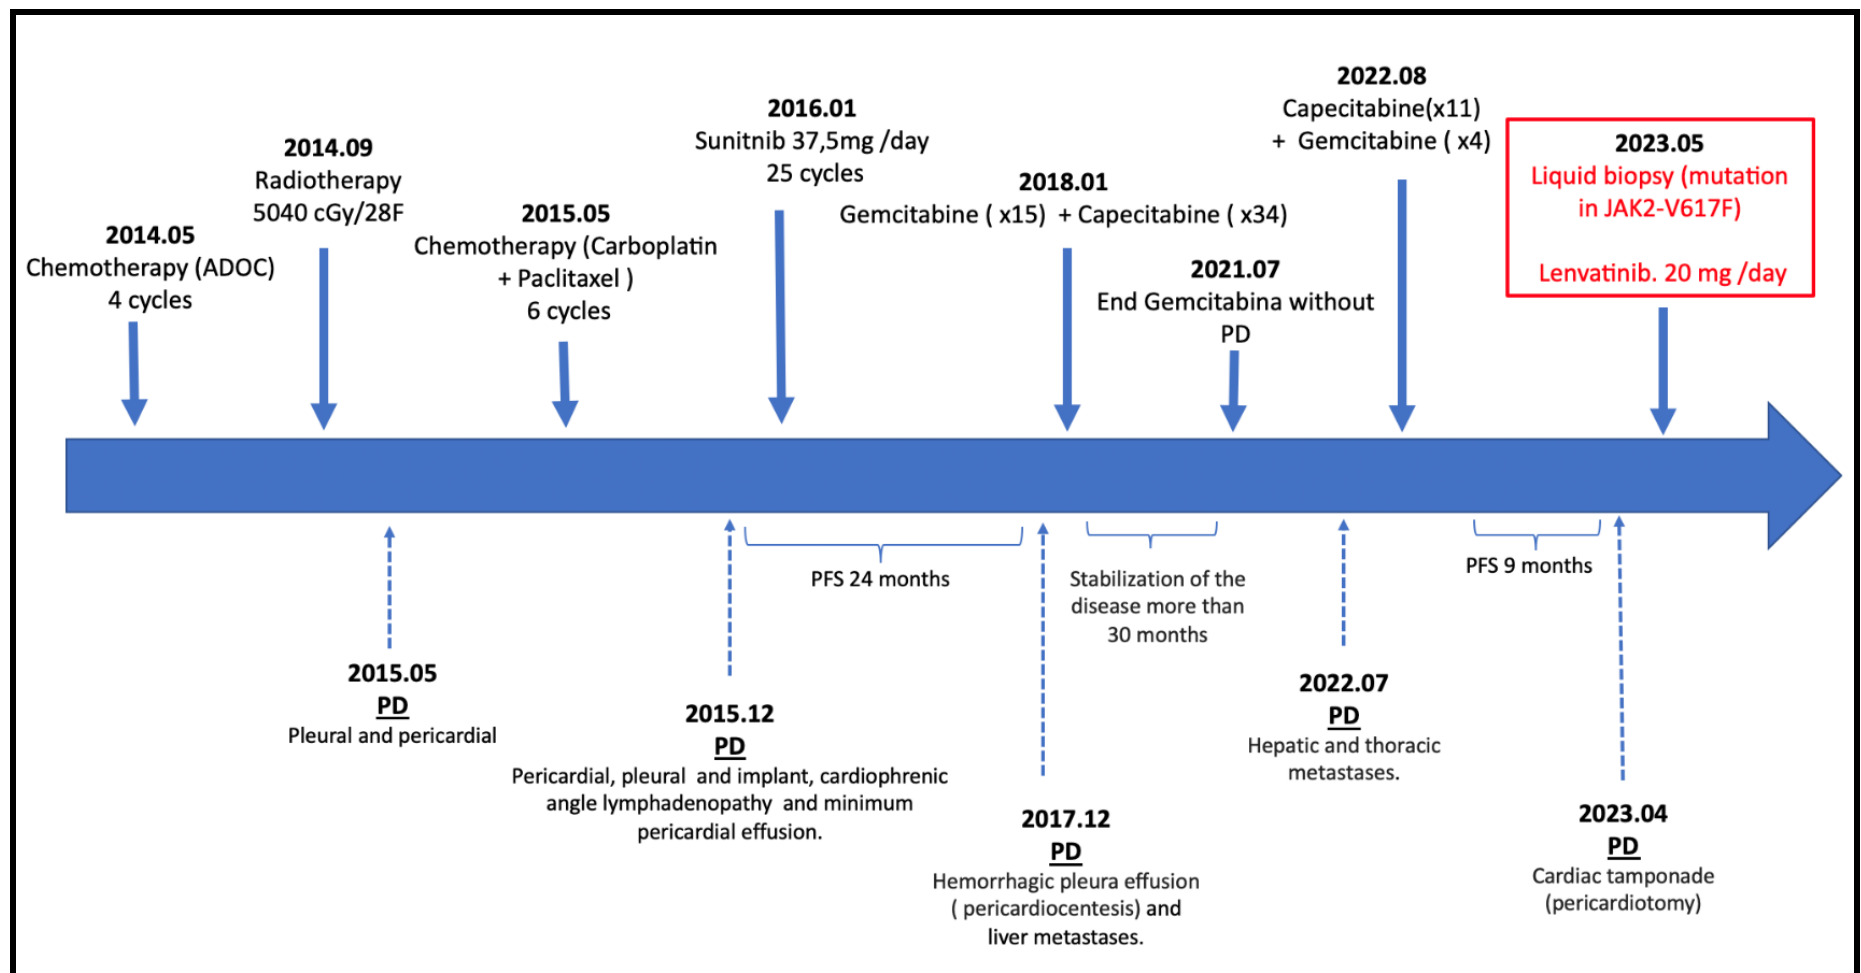 2014.05
Chemotherapy (ADOC)
4 cycles
2014.09
Radiotherapy
5040 cGy/28F
2015.05
Chemotherapy (Carboplatin
+ Paclitaxel )
6 cycles
2016.01
Sunitnib 37,5mg /day
25 cycles
2018.01
Gemcitabine ( x15)  + Capecitabine ( x34)
2021.07
End Gemcitabina without
PD
2022.08
Capecitabine(x11)
+  Gemcitabine ( x4)
2023.05
Liquid biopsy (mutation
in JAK2-V617F)
Lenvatinib. 20 mg /day
PFS 24 months
Stabilization of the
disease more than
30 months
PFS 9 months
2015.05
PD
Pleural and pericardial
2015.12
PD
Pericardial, pleural  and implant, cardiophrenic
angle lymphadenopathy  and minimum
pericardial effusion.
2017.12
PD
Hemorrhagic pleura effusion
( pericardiocentesis) and
liver metastases.
2022.07
PD
Hepatic and thoracic
metastases.
2023.04
PD
Cardiac tamponade
(pericardiotomy)